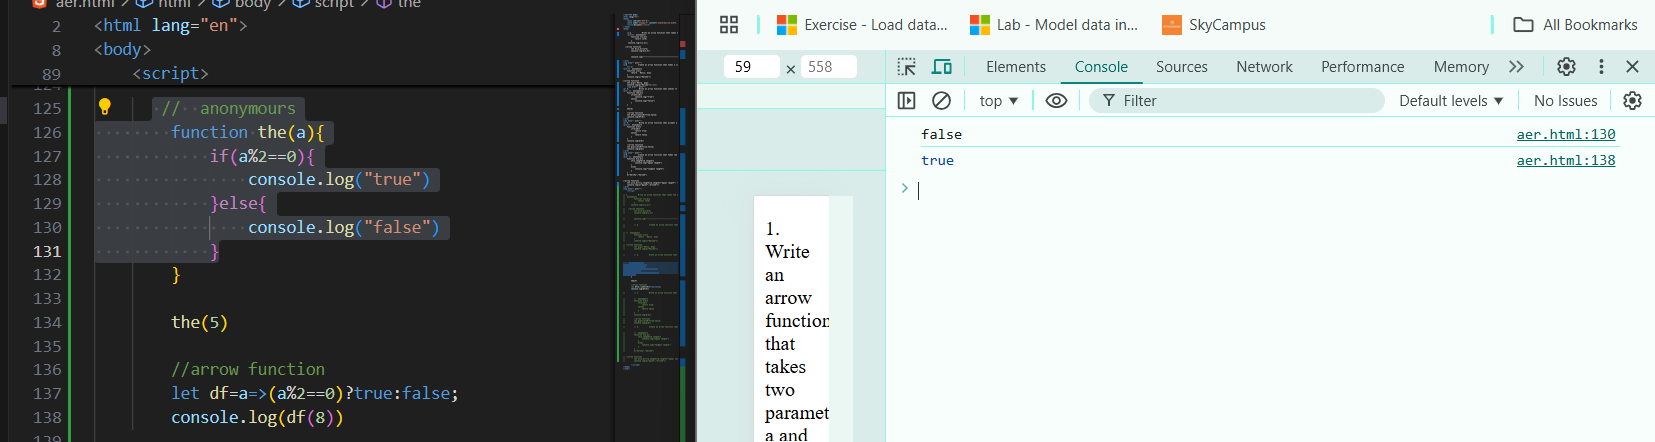 aer.html > html > body > script > the
2 <html lang="en">
8 <body>
89 <script>
125 // anonymours
126 function the(a){
127 if(a%2==0){
128 console.log("true")
129 }else{
130 console.log("false")
131 }
132 }
133
134 the(5)
135
136 //arrow function
137 let df=a=>(a%2==0)?true:false;
138 console.log(df(8))
139
Exercise - Load data...
Lab - Model data in...
SkyCampus
All Bookmarks
59 × 558
Elements Console Sources Network Performance Memory
top Filter Default levels No Issues
false aer.html:130
true aer.html:138
1.
Write
an
arrow
function
that
takes
two
paramet
a and